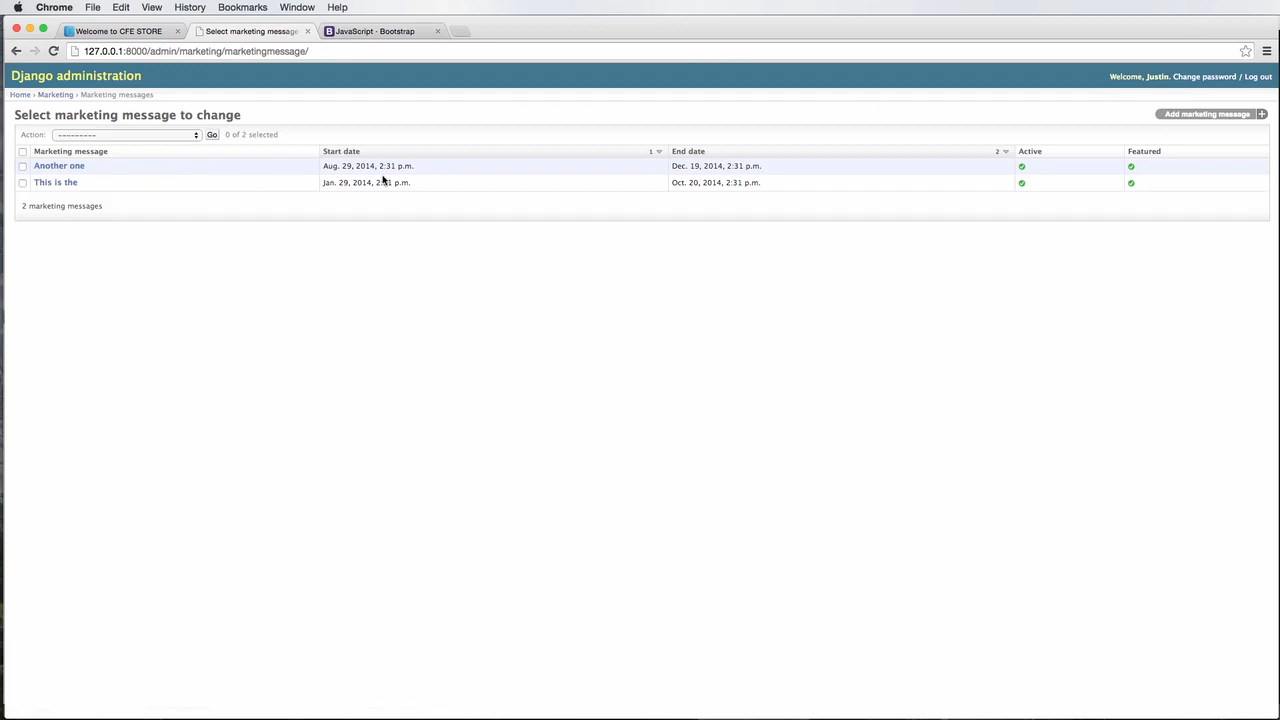 Chrome File Edit View History Bookmarks Window Help
Welcome to CFE STORE Select marketing messag JavaScript - Bootstrap
127.0.0.1:8000/admin/marketing/marketingmessage/
Django administration Welcome, Justin. Change password / Log out
Home › Marketing › Marketing messages
Select marketing message to change Add marketing message +
Action: --------- Go 0 of 2 selected
Marketing message Start date 1 End date 2 Active Featured
Another one Aug. 29, 2014, 2:31 p.m. Dec. 19, 2014, 2:31 p.m.
This is the Jan. 29, 2014, 2:31 p.m. Oct. 20, 2014, 2:31 p.m.
2 marketing messages